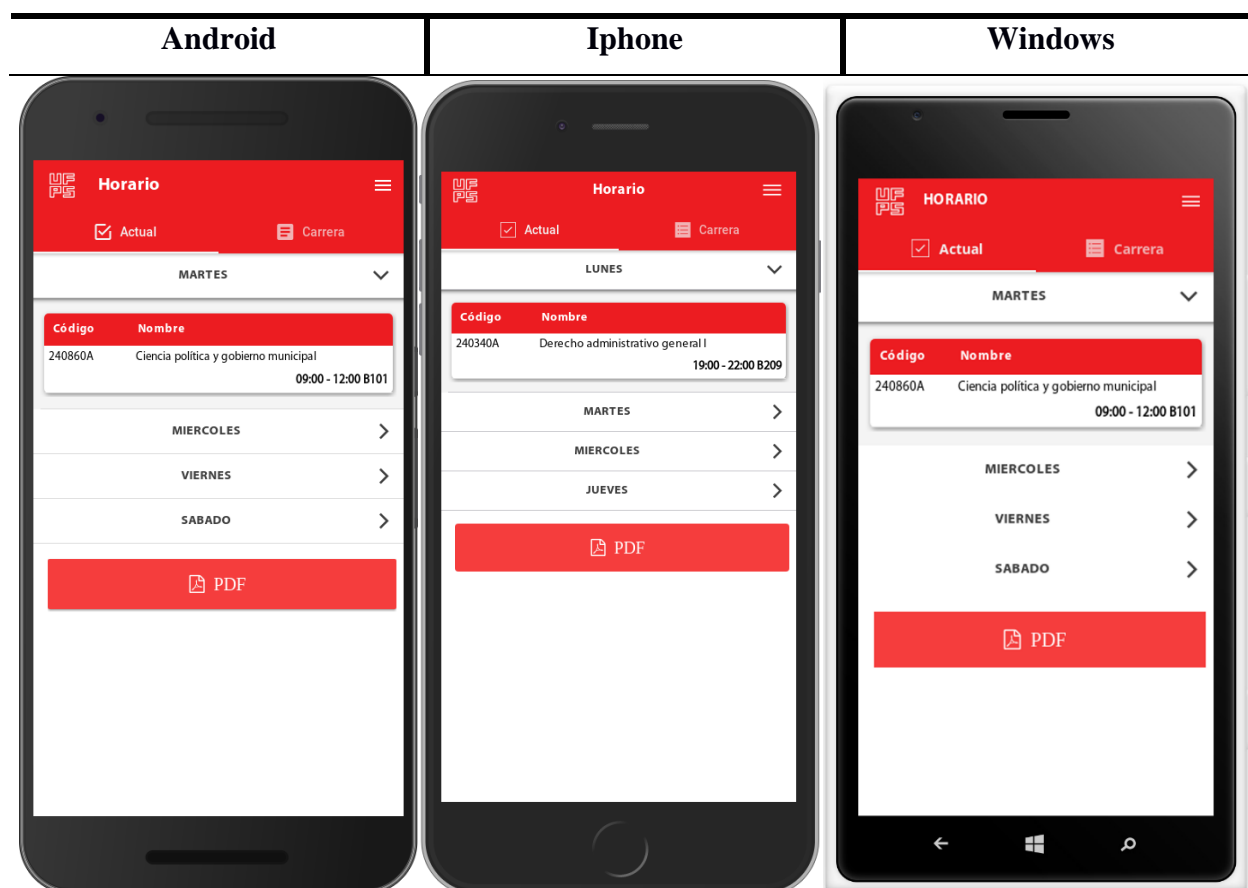 Android
Iphone
Windows
UFPS Horario
Actual Carrera
MARTES
Código Nombre
240860A Ciencia política y gobierno municipal
09:00 - 12:00 B101
MIERCOLES
VIERNES
SABADO
PDF
UFPS Horario
Actual Carrera
LUNES
Código Nombre
240340A Derecho administrativo general I
19:00 - 22:00 B209
MARTES
MIERCOLES
JUEVES
PDF
UFPS HORARIO
Actual Carrera
MARTES
Código Nombre
240860A Ciencia política y gobierno municipal
09:00 - 12:00 B101
MIERCOLES
VIERNES
SABADO
PDF